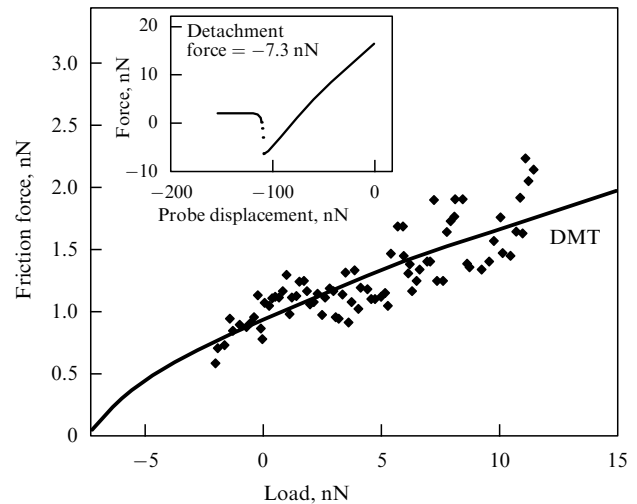 Friction force, nN
3.0
2.5
2.0
1.5
1.0
0.5
0
−5
0
5
10
15
Load, nN
DMT
Detachment
force = −7.3 nN
Force, nN
20
10
0
−10
−200
−100
0
Probe displacement, nN